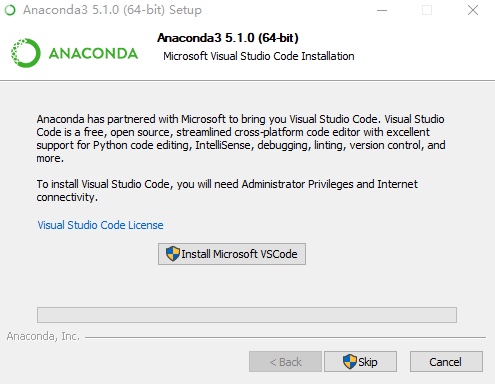 Anaconda3 5.1.0 (64-bit) Setup
ANACONDA
Anaconda3 5.1.0 (64-bit)
Microsoft Visual Studio Code Installation
Anaconda has partnered with Microsoft to bring you Visual Studio Code. Visual Studio
Code is a free, open source, streamlined cross-platform code editor with excellent
support for Python code editing, IntelliSense, debugging, linting, version control, and
more.
To install Visual Studio Code, you will need Administrator Privileges and Internet
connectivity.
Visual Studio Code License
Install Microsoft VSCode
Anaconda, Inc.
< Back
Skip
Cancel